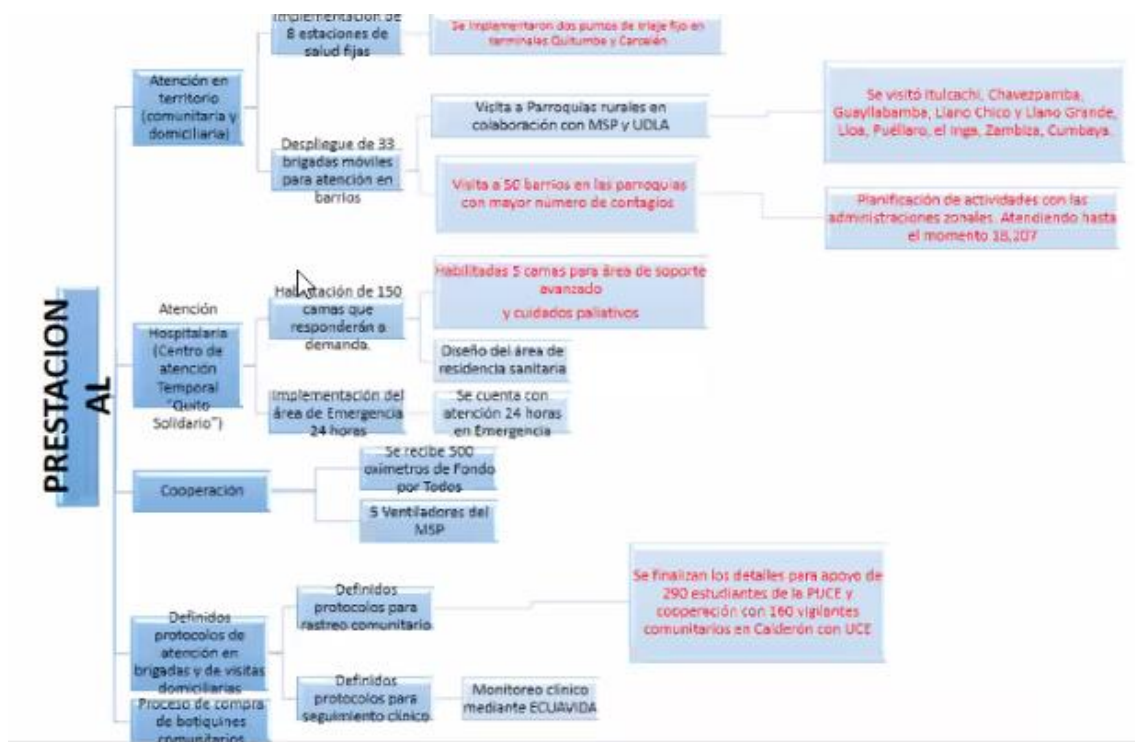 PRESTACION
AL
Atención en
territorio
(comunitaria y
domiciliaria)
Implementación de
8 estaciones de
salud fijas
Se implementaron dos puntos de triaje fijo en
terminales Quitumbe y Carcelén
Despliegue de 33
brigadas móviles
para atención en
barrios
Visita a Parroquias rurales en
colaboración con MSP y UDLA
Se visitó Itulcachi, Chavezpamba,
Guayllabamba, Llano Chico y Llano Grande,
Lloa, Puéllaro, el Inga, Zambiza, Cumbaya.
Visita a 50 barrios en las parroquias
con mayor número de contagios
Planificación de actividades con las
administraciones zonales. Atendiendo hasta
el momento 18,207
Atención
Hospitalaria
(Centro de
atención
Temporal
"Quito
Solidario")
Habilitación de 150
camas que
responderán a
demanda.
Habilitadas 5 camas para área de soporte
avanzado
y cuidados paliativos
Diseño del área de
residencia sanitaria
Implementación del
área de Emergencia
24 horas
Se cuenta con
atención 24 horas
en Emergencia
Cooperación
Se recibe 500
oxímetros de Fondo
por Todos
5 Ventiladores del
MSP
Definidos
protocolos de
atención en
brigadas y de visitas
domiciliarias
Definidos
protocolos para
rastreo comunitario
Se finalizan los detalles para apoyo de
290 estudiantes de la PUCE y
cooperación con 160 vigilantes
comunitarios en Calderón con UCE
Definidos
protocolos para
seguimiento clínico
Monitoreo clínico
mediante ECUAVIDA
Proceso de compra
de botiquines
comunitarios